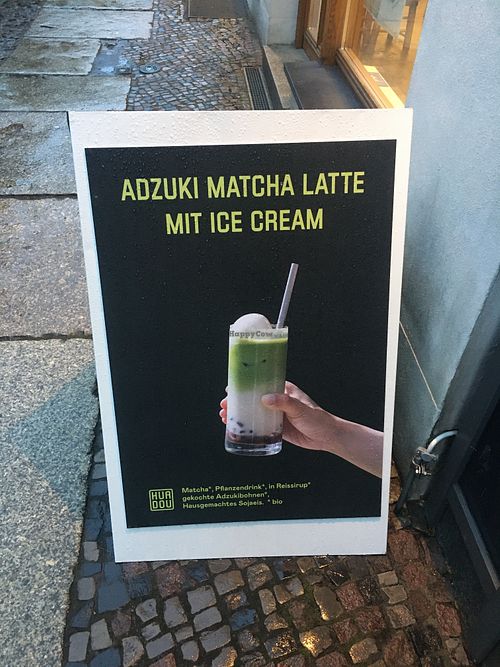 ADZUKI MATCHA LATTE
MIT ICE CREAM
HappyCow
HUA
DOU
Matcha*, Pflanzendrink*, in Reissirup*
gekochte Adzukibohnen*,
Hausgemachtes Sojaeis. * bio